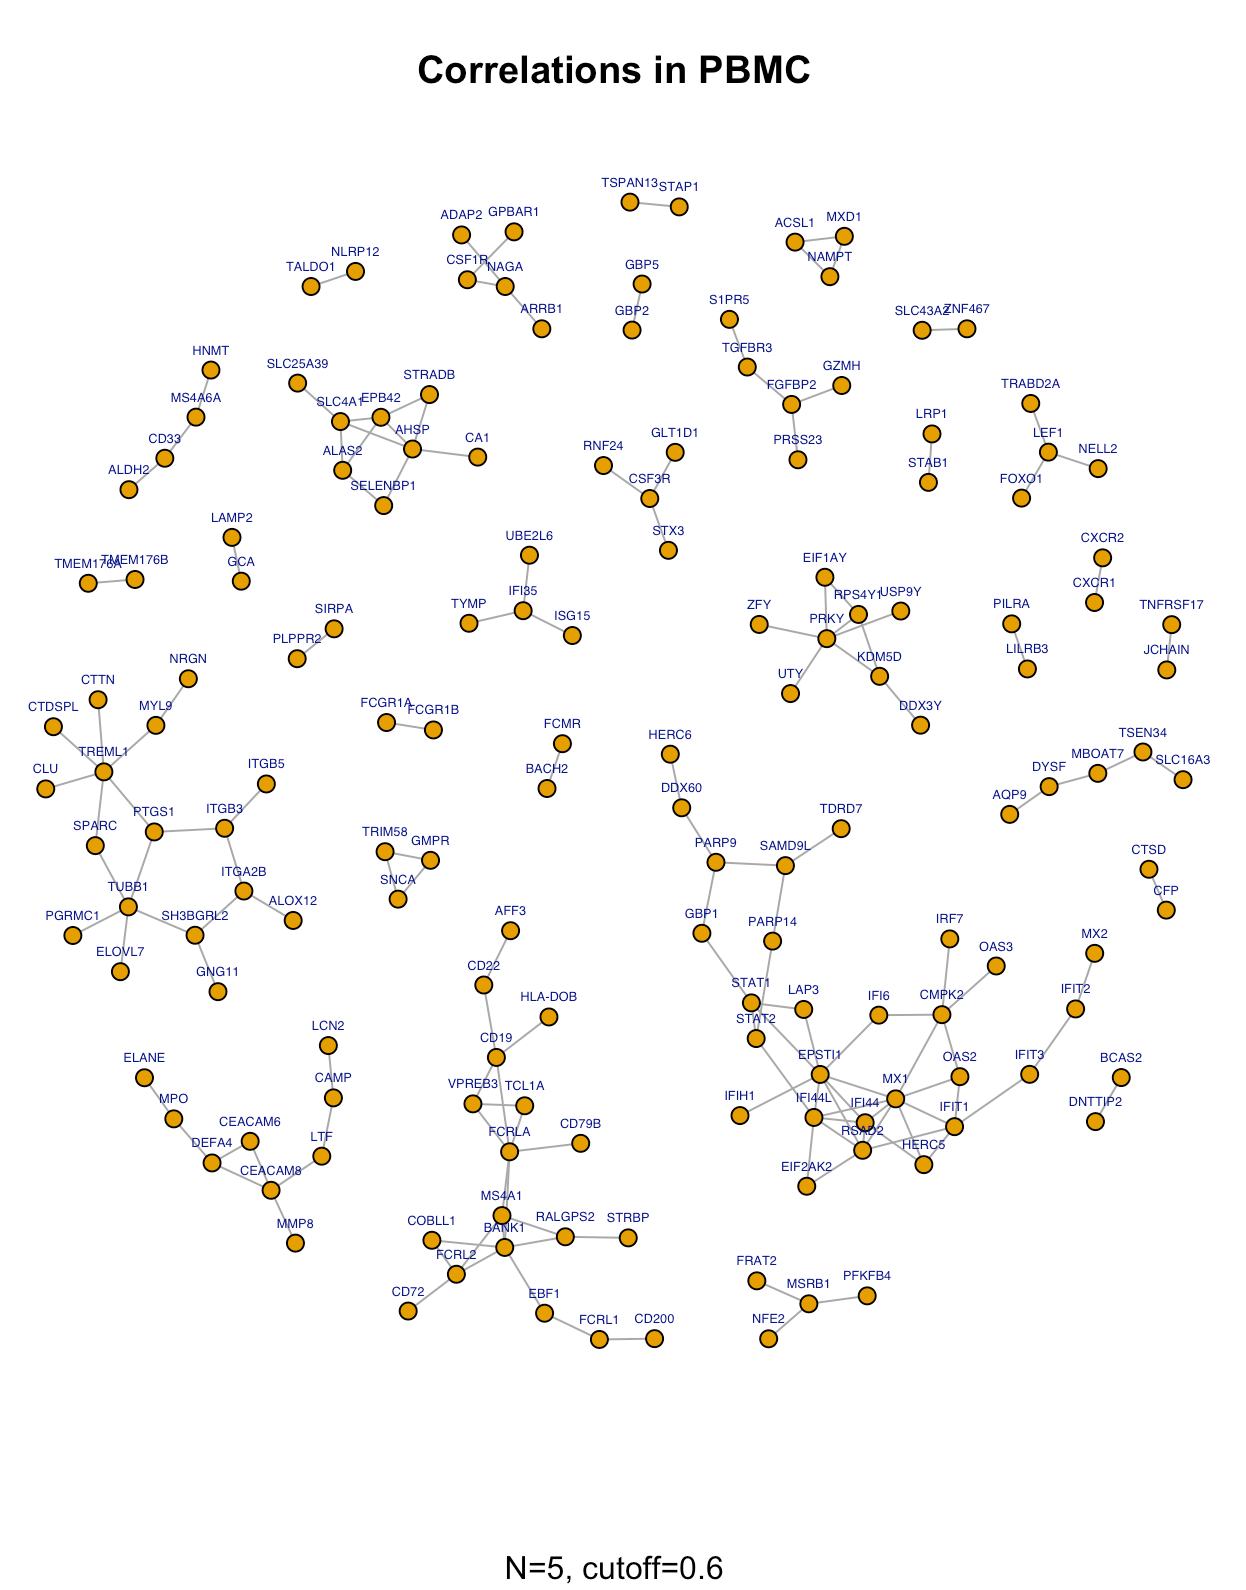 Correlations in PBMC
TSPAN13
STAP1
ADAP2
GPBAR1
ACSL1
MXD1
NLRP12
TALDO1
CSF1R
NAGA
NAMPT
GBP5
ARRB1
GBP2
S1PR5
SLC43A2
ZNF467
HNMT
TGFBR3
SLC25A39
STRADB
GZMH
FGFBP2
TRABD2A
MS4A6A
SLC4A1
EPB42
LRP1
AHSP
CA1
GLT1D1
LEF1
CD33
ALAS2
RNF24
PRSS23
NELL2
ALDH2
SELENBP1
CSF3R
STAB1
FOXO1
LAMP2
STX3
UBE2L6
CXCR2
TMEM176A
TMEM176B
GCA
EIF1AY
IFI35
RPS4Y1
USP9Y
CXCR1
SIRPA
TYMP
ISG15
ZFY
PRKY
PILRA
TNFRSF17
PLPPR2
NRGN
KDM5D
LILRB3
JCHAIN
CTTN
UTY
CTDSPL
MYL9
FCGR1A
FCGR1B
DDX3Y
FCMR
HERC6
TSEN34
TREML1
MBOAT7
SLC16A3
CLU
ITGB5
BACH2
DYSF
DDX60
AQP9
PTGS1
ITGB3
TDRD7
SPARC
TRIM58
GMPR
PARP9
SAMD9L
CTSD
ITGA2B
SNCA
TUBB1
CFP
PGRMC1
SH3BGRL2
ALOX12
AFF3
GBP1
PARP14
IRF7
MX2
ELOVL7
OAS3
GNG11
CD22
STAT1
LAP3
IFI6
CMPK2
IFIT2
HLA-DOB
STAT2
LCN2
CD19
ELANE
EPSTI1
OAS2
IFIT3
BCAS2
CAMP
VPREB3
TCL1A
MX1
MPO
IFIH1
IFI44L
IFI44
IFIT1
DNTTIP2
CEACAM6
CD79B
DEFA4
LTF
FCRLA
RSAD2
HERC5
CEACAM8
EIF2AK2
MS4A1
MMP8
COBLL1
BANK1
RALGPS2
STRBP
FCRL2
FRAT2
MSRB1
PFKFB4
CD72
EBF1
FCRL1
CD200
NFE2
N=5, cutoff=0.6